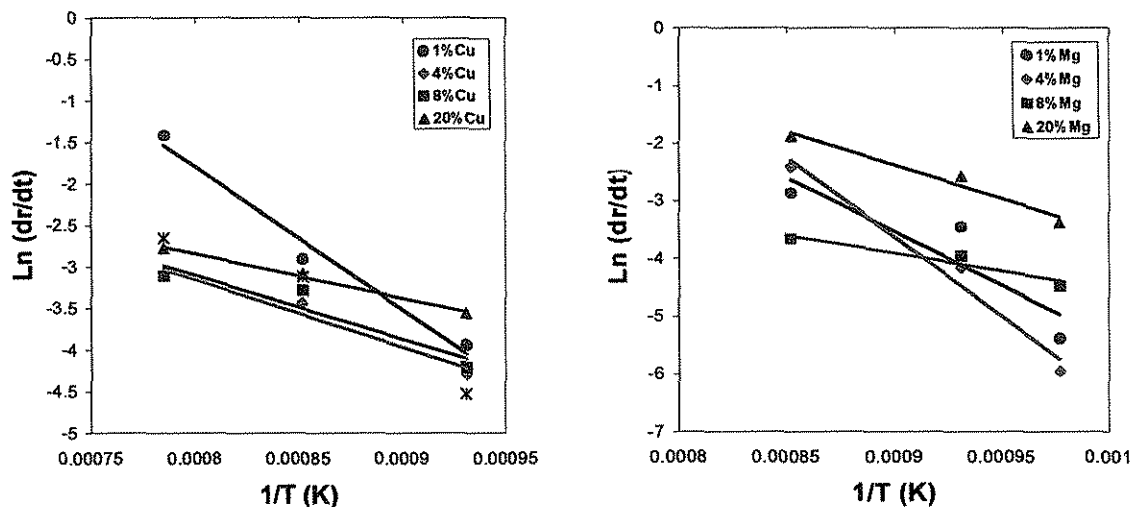 0
-0.5
-1
-1.5
-2
-2.5
-3
-3.5
-4
-4.5
-5
Ln (dr/dt)
1%Cu
4%Cu
8%Cu
20%Cu
0.00075 0.0008 0.00085 0.0009 0.00095
1/T (K)
0
-1
-2
-3
-4
-5
-6
-7
Ln (dr/dt)
1%Mg
4%Mg
8%Mg
20%Mg
0.0008 0.00085 0.0009 0.00095 0.001
1/T (K)